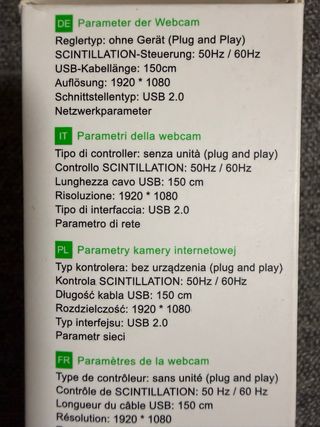 DE Parameter der Webcam
Reglertyp: ohne Gerät (Plug and Play)
SCINTILLATION-Steuerung: 50Hz / 60Hz
USB-Kabellänge: 150cm
Auflösung: 1920 * 1080
Schnittstellentyp: USB 2.0
Netzwerkparameter
IT Parametri della webcam
Tipo di controller: senza unità (plug and play)
Controllo SCINTILLATION: 50Hz / 60Hz
Lunghezza cavo USB: 150 cm
Risoluzione: 1920 * 1080
Tipo di interfaccia: USB 2.0
Parametro di rete
PL Parametry kamery internetowej
Typ kontrolera: bez urządzenia (plug and play)
Kontrola SCINTILLATION: 50Hz / 60Hz
Długość kabla USB: 150 cm
Rozdzielczość: 1920 * 1080
Typ interfejsu: USB 2.0
Parametr sieci
FR Paramètres de la webcam
Type de contrôleur: sans unité (plug and play)
Contrôle de SCINTILLATION: 50 Hz / 60 Hz
Longueur du câble USB: 150 cm
Résolution: 1920 * 1080